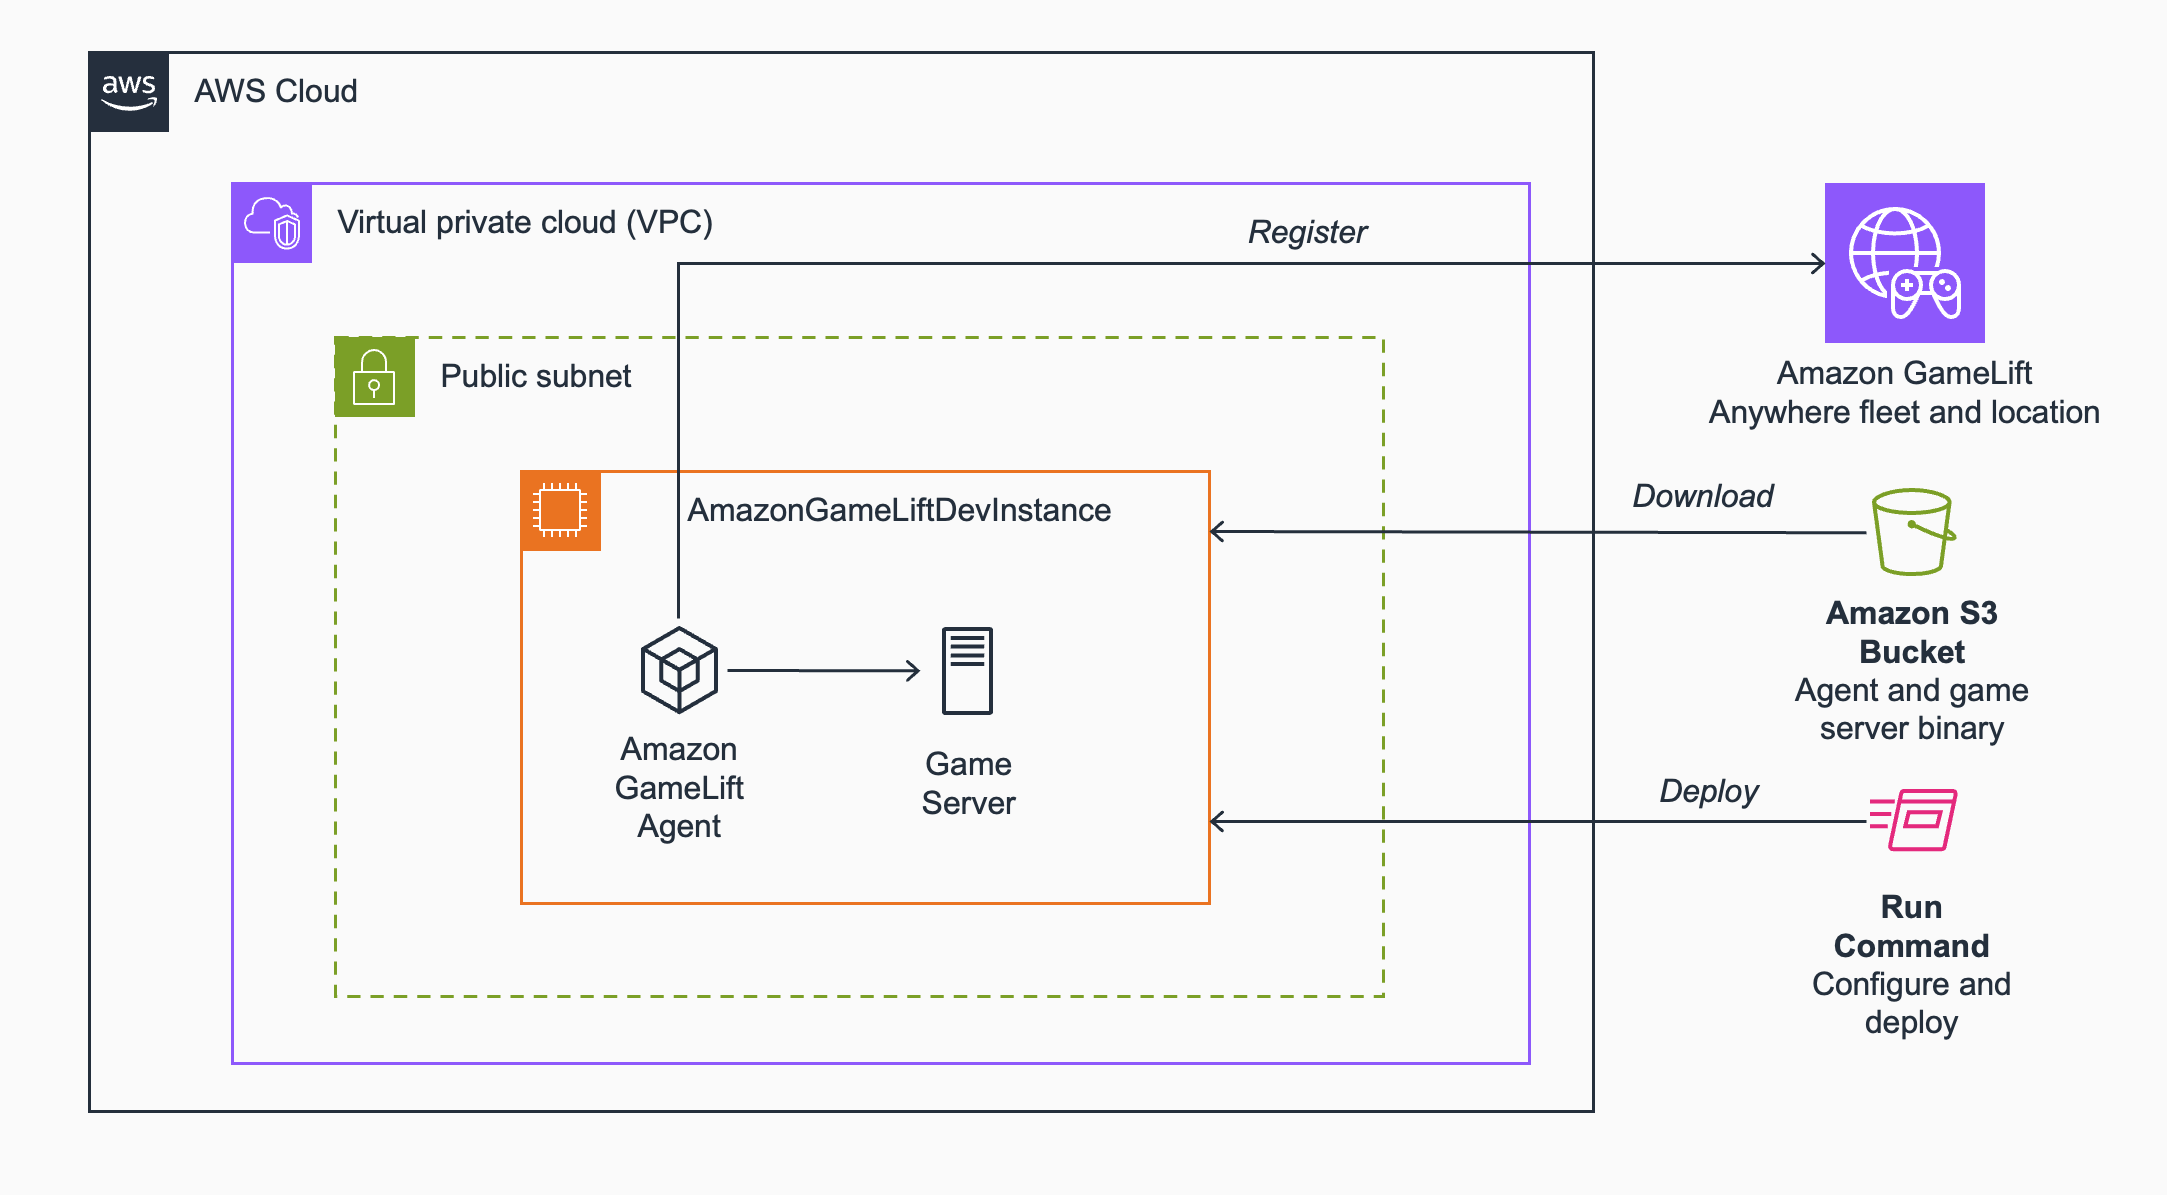 aws
AWS Cloud
Virtual private cloud (VPC)
Register
Public subnet
Amazon GameLift
Anywhere fleet and location
AmazonGameLiftDevInstance
Download
Amazon S3
Bucket
Agent and game
server binary
Amazon
GameLift
Agent
Game
Server
Deploy
Run
Command
Configure and
deploy